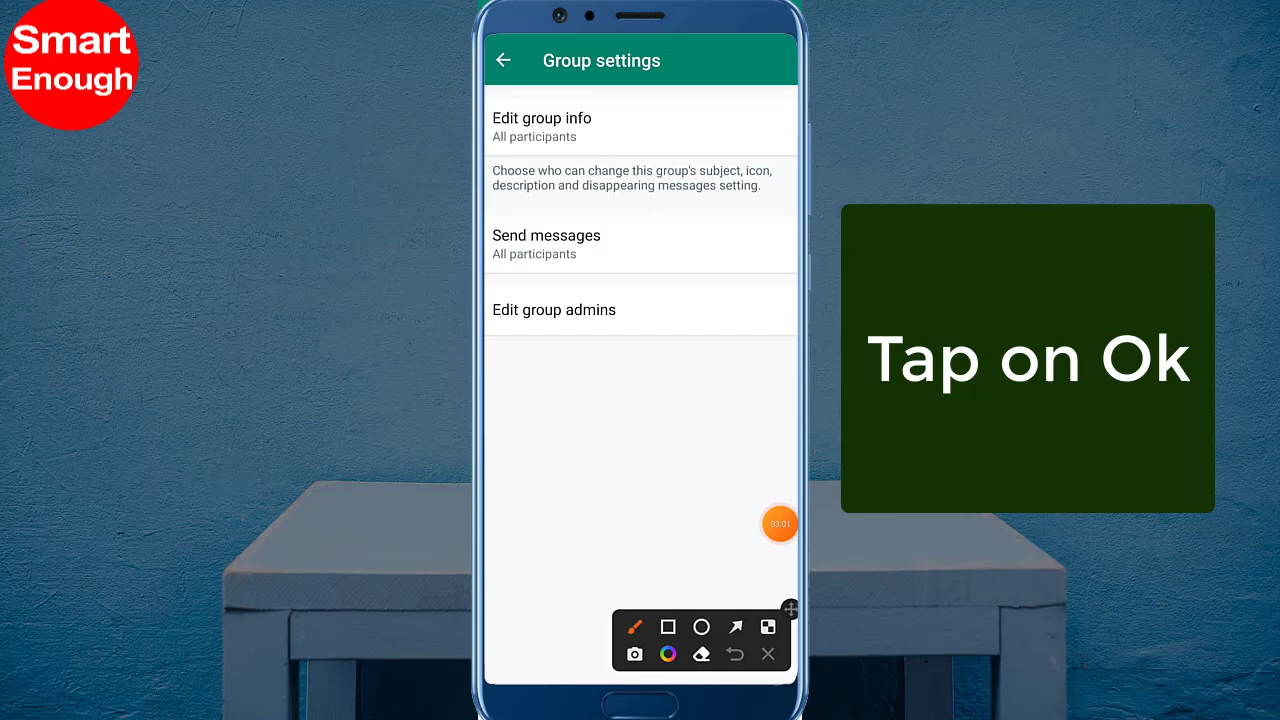 Smart
Enough
Group settings
Edit group info
All participants
Choose who can change this group's subject, icon,
description and disappearing messages setting.
Send messages
All participants
Edit group admins
Tap on Ok
03:01